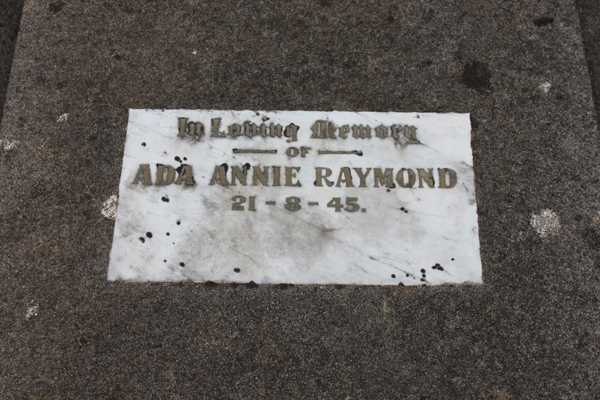 In Loving Memory
OF
ADA ANNIE RAYMOND
21-8-45.